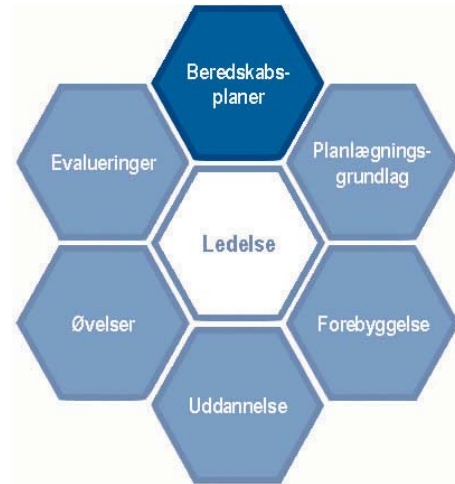 Beredskabs-
planer
Planlægnings-
grundlag
Forebyggelse
Uddannelse
Øvelser
Evalueringer
Ledelse